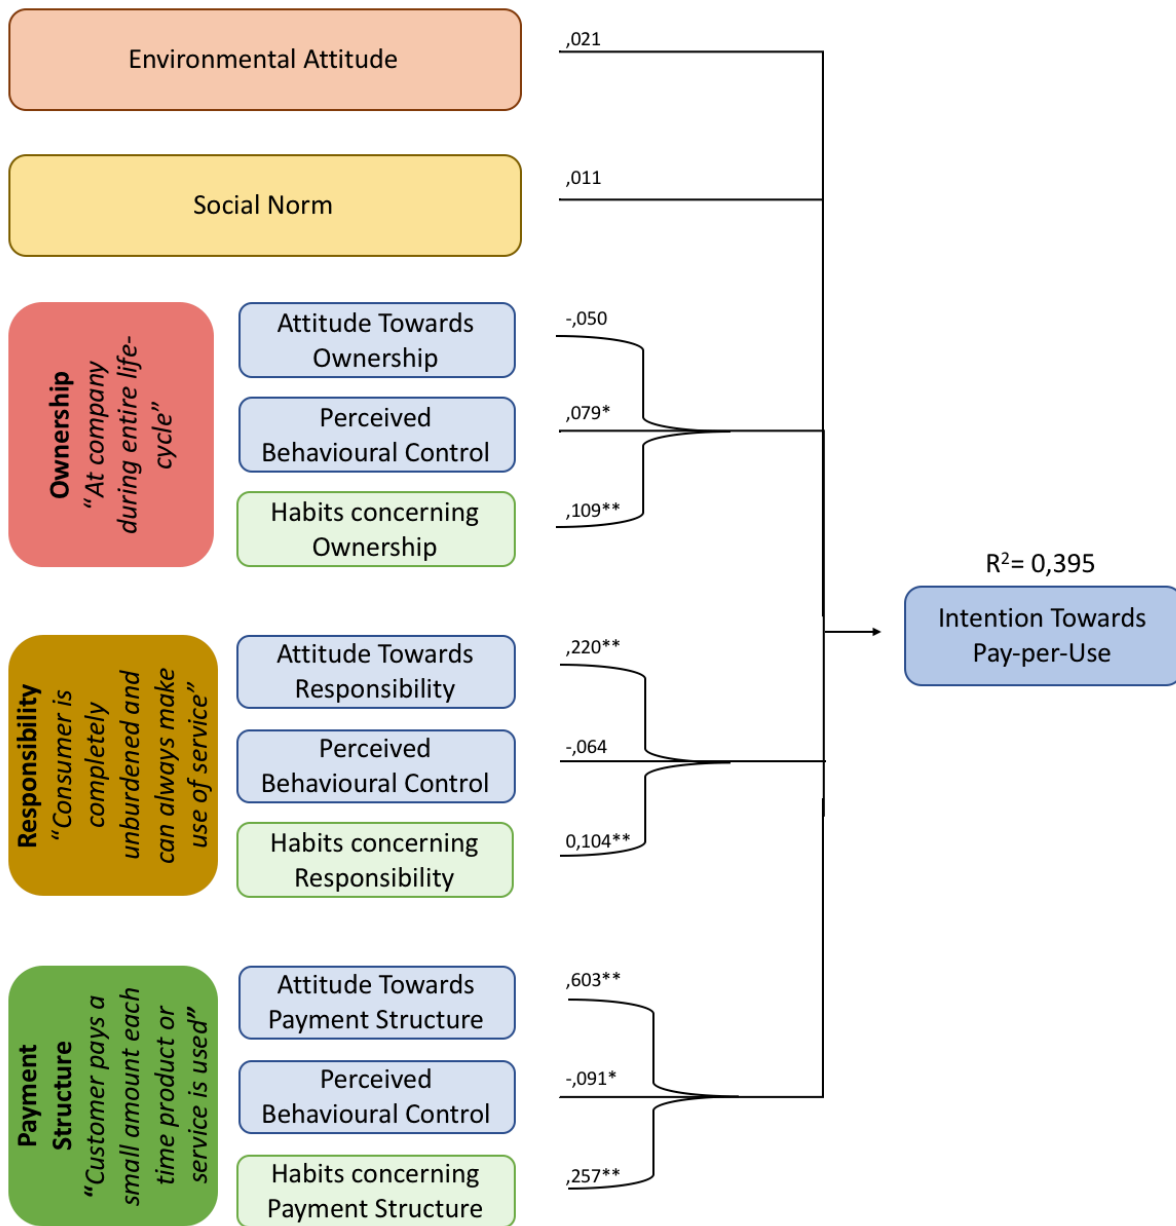 Environmental Attitude
,021
Social Norm
,011
Ownership
“At company
during entire life-
cycle”
Attitude Towards
Ownership
-,050
Perceived
Behavioural Control
,079*
Habits concerning
Ownership
,109**
R²= 0,395
Intention Towards
Pay-per-Use
Responsibility
“Consumer is
completely
unburdened and
can always make
use of service”
Attitude Towards
Responsibility
,220**
Perceived
Behavioural Control
-,064
Habits concerning
Responsibility
0,104**
Payment
Structure
“Customer pays a
small amount each
time product or
service is used”
Attitude Towards
Payment Structure
,603**
Perceived
Behavioural Control
-,091*
Habits concerning
Payment Structure
,257**